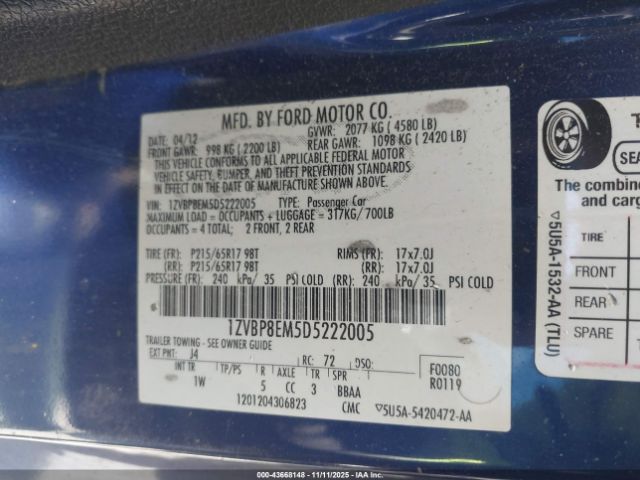 MFD. BY FORD MOTOR CO.
DATE: 04/12 GVWR: 2077 KG ( 4580 LB)
FRONT GAWR: 998 KG ( 2200 LB) REAR GAWR: 1098 KG ( 2420 LB)
THIS VEHICLE CONFORMS TO ALL APPLICABLE FEDERAL MOTOR
VEHICLE SAFETY, BUMPER, AND THEFT PREVENTION STANDARDS
IN EFFECT ON THE DATE OF MANUFACTURE SHOWN ABOVE.
VIN: 1ZVBP8EM5D5222005 TYPE: Passenger Car
MAXIMUM LOAD = OCCUPANTS + LUGGAGE = 317KG/700LB
OCCUPANTS = 4 TOTAL; 2 FRONT, 2 REAR
TIRE (FR): P215/65R17 98T RIMS (FR): 17x7.0J
(RR): P215/65R17 98T (RR): 17x7.0J
PRESSURE (FR): 240 kPa/ 35 PSI COLD (RR): 240 kPa/ 35 PSI COLD
1ZVBP8EM5D5222005
TRAILER TOWING - SEE OWNER GUIDE
EXT PNT: J4 RC: 72 DSO:
INT TR TP/PS R AXLE TR SPR
1W 5 CC 3 BBAA
1201204306823 CMC
F0080
R0119
5U5A-5420472-AA
5U5A-1532-AA (TLU)
SEA
The combine
and carg
TIRE
FRONT
REAR
SPARE
000-43668148 - 11/11/2025 - IAAI.com